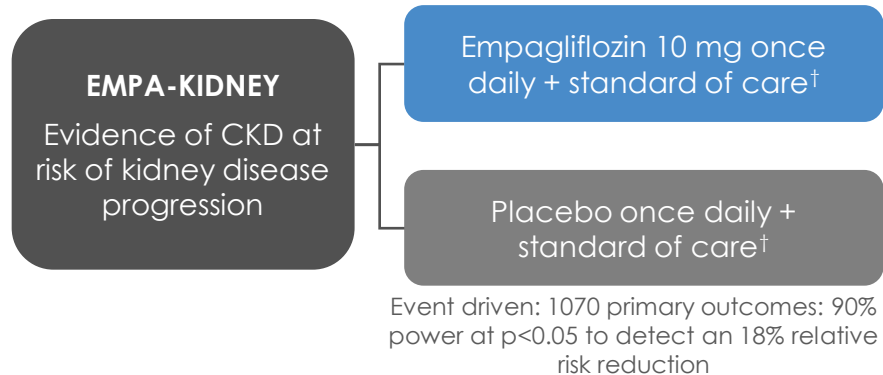 EMPA-KIDNEY
Evidence of CKD at
risk of kidney disease
progression
Empagliflozin 10 mg once
daily + standard of care†
Placebo once daily +
standard of care†
Event driven: 1070 primary outcomes: 90%
power at p<0.05 to detect an 18% relative
risk reduction